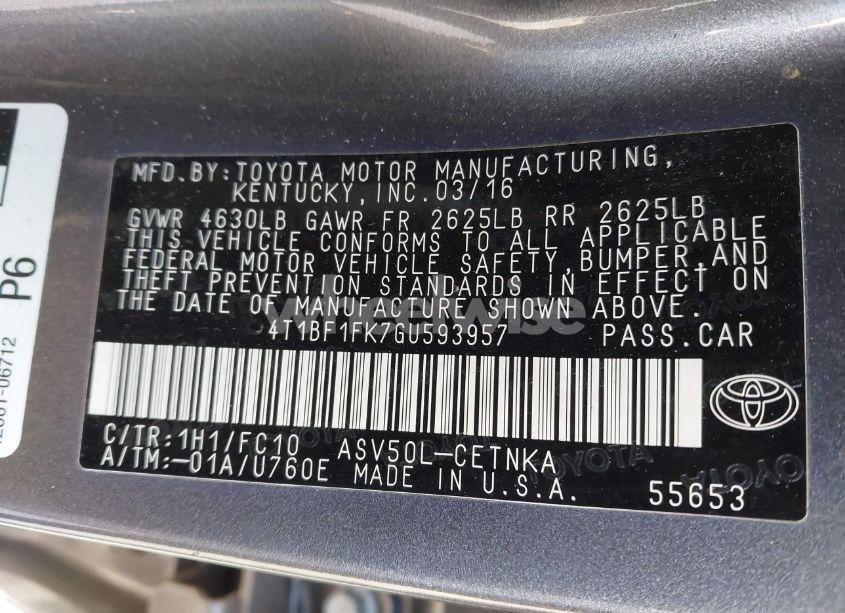 MFD.BY:TOYOTA MOTOR MANUFACTURING,
KENTUCKY,INC.03/16
GVWR 4630LB GAWR FR 2625LB RR 2625LB
THIS VEHICLE CONFORMS TO ALL APPLICABLE
FEDERAL MOTOR VEHICLE SAFETY,BUMPER,AND
THEFT PREVENTION STANDARDS IN EFFECT ON
THE DATE OF MANUFACTURE SHOWN ABOVE.
4T1BF1FK7GU593957 PASS.CAR
C/TR:1H1/FC10 ASV50L-CETNKA
A/TM:-01A/U760E MADE IN U.S.A. 55653
TOYOTA
TOYOTA
P6